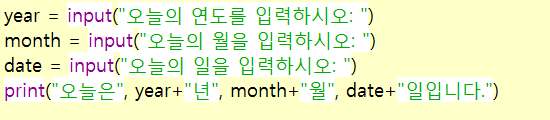 year = input("오늘의 연도를 입력하시오: ")
month = input("오늘의 월을 입력하시오: ")
date = input("오늘의 일을 입력하시오: ")
print("오늘은", year+"년", month+"월", date+"일입니다.")